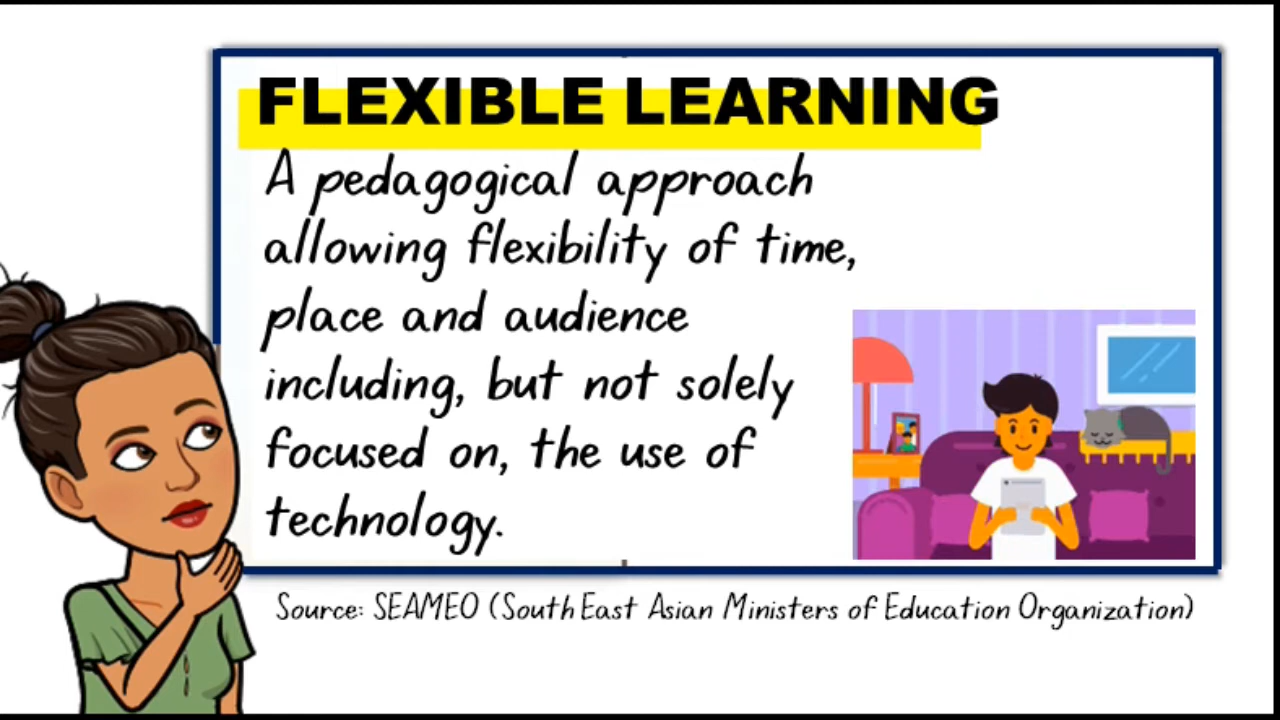 FLEXIBLE LEARNING
A pedagogical approach
allowing flexibility of time,
place and audience
including, but not solely
focused on, the use of
technology.
Source: SEAMEO (South East Asian Ministers of Education Organization)